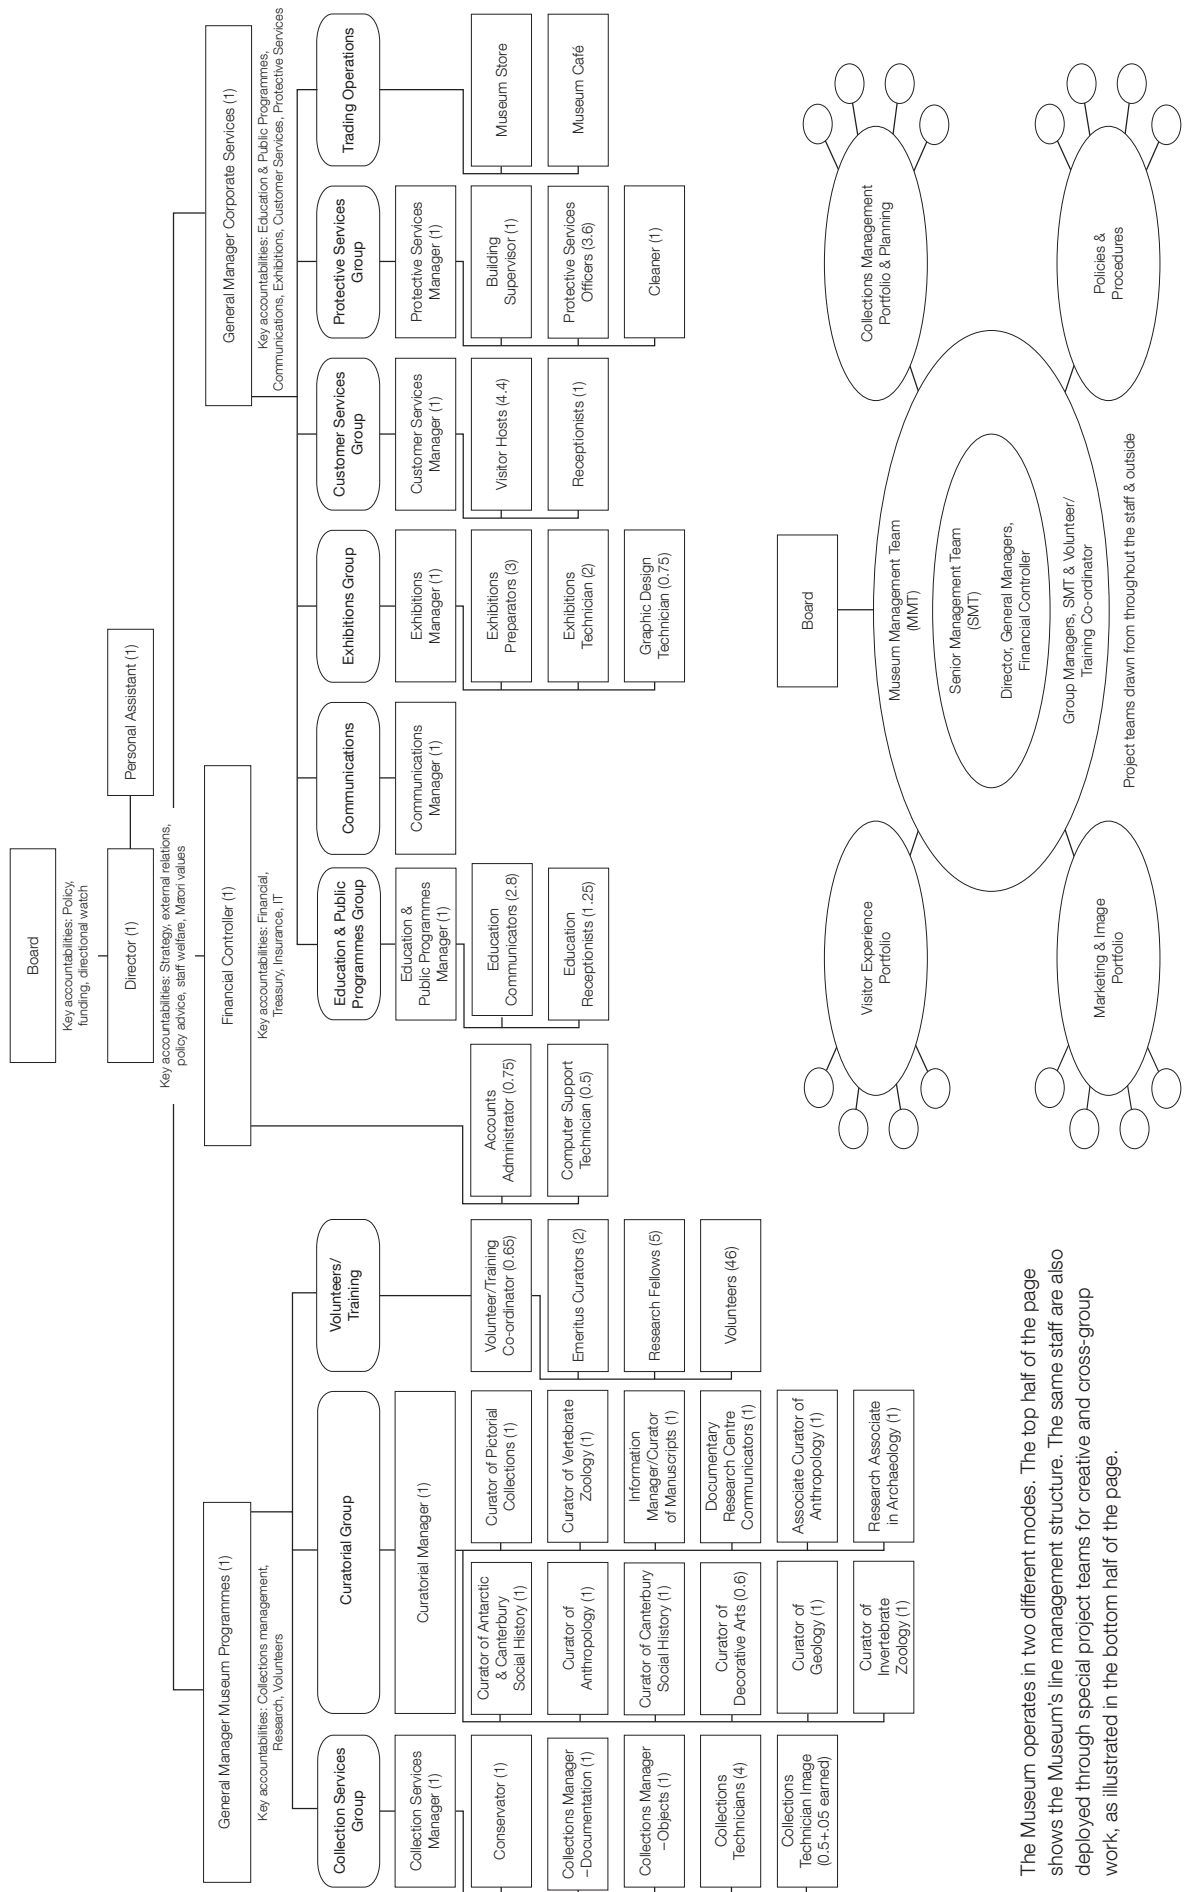 Board
Key accountabilities: Policy,
funding, directional watch
Director (1)
Personal Assistant (1)
Key accountabilities: Strategy, external relations,
policy advice, staff welfare, Māori values
General Manager Museum Programmes (1)
Key accountabilities: Collections management,
Research, Volunteers
Financial Controller (1)
Key accountabilities: Financial,
Treasury, Insurance, IT
General Manager Corporate Services (1)
Key accountabilities: Education & Public Programmes,
Communications, Exhibitions, Customer Services, Protective Services
Collection Services
Group
Collection Services
Manager (1)
Conservator (1)
Collections Manager
–Documentation (1)
Collections Manager
–Objects (1)
Collections
Technicians (4)
Collections
Technician Image
(0.5+.05 earned)
Curatorial Group
Curatorial Manager (1)
Curator of Antarctic
& Canterbury
Social History (1)
Curator of
Anthropology (1)
Curator of Canterbury
Social History (1)
Curator of
Decorative Arts (0.6)
Curator of
Geology (1)
Curator of
Invertebrate
Zoology (1)
Curator of Pictorial
Collections (1)
Curator of Vertebrate
Zoology (1)
Information
Manager/Curator
of Manuscripts (1)
Documentary
Research Centre
Communicators (1)
Associate Curator of
Anthropology (1)
Research Associate
in Archaeology (1)
Volunteers/
Training
Volunteer/Training
Co-ordinator (0.65)
Emeritus Curators (2)
Research Fellows (5)
Volunteers (46)
Accounts
Administrator (0.75)
Computer Support
Technician (0.5)
Education & Public
Programmes Group
Education &
Public Programmes
Manager (1)
Education
Communicators (2.8)
Education
Receptionists (1.25)
Communications
Communications
Manager (1)
Exhibitions Group
Exhibitions
Manager (1)
Exhibitions
Preparators (3)
Exhibitions
Technician (2)
Graphic Design
Technician (0.75)
Customer Services
Group
Customer Services
Manager (1)
Visitor Hosts (4.4)
Receptionists (1)
Protective Services
Group
Protective Services
Manager (1)
Building
Supervisor (1)
Protective Services
Officers (3.6)
Cleaner (1)
Trading Operations
Museum Store
Museum Café
The Museum operates in two different modes. The top half of the page
shows the Museum's line management structure. The same staff are also
deployed through special project teams for creative and cross-group
work, as illustrated in the bottom half of the page.
Board
Museum Management Team
(MMT)
Senior Management Team
(SMT)
Director, General Managers,
Financial Controller
Group Managers, SMT & Volunteer/
Training Co-ordinator
Visitor Experience
Portfolio
Marketing & Image
Portfolio
Collections Management
Portfolio & Planning
Policies &
Procedures
Project teams drawn from throughout the staff & outside